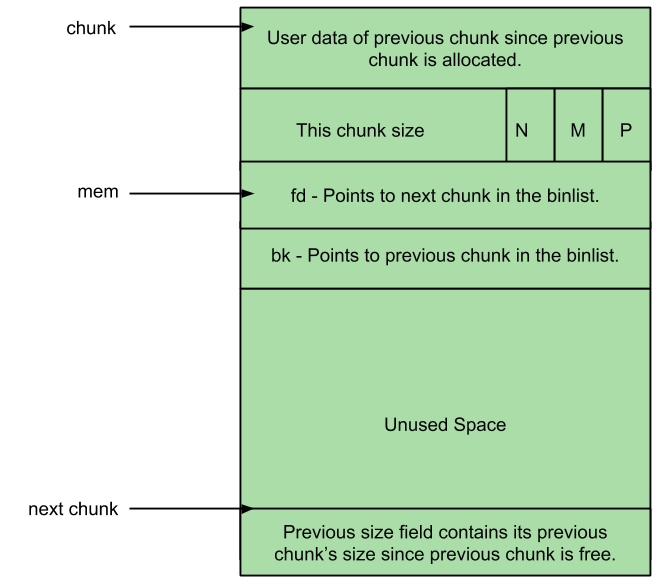 chunk
User data of previous chunk since previous
chunk is allocated.
This chunk size
N
M
P
mem
fd - Points to next chunk in the binlist.
bk - Points to previous chunk in the binlist.
Unused Space
next chunk
Previous size field contains its previous
chunk’s size since previous chunk is free.